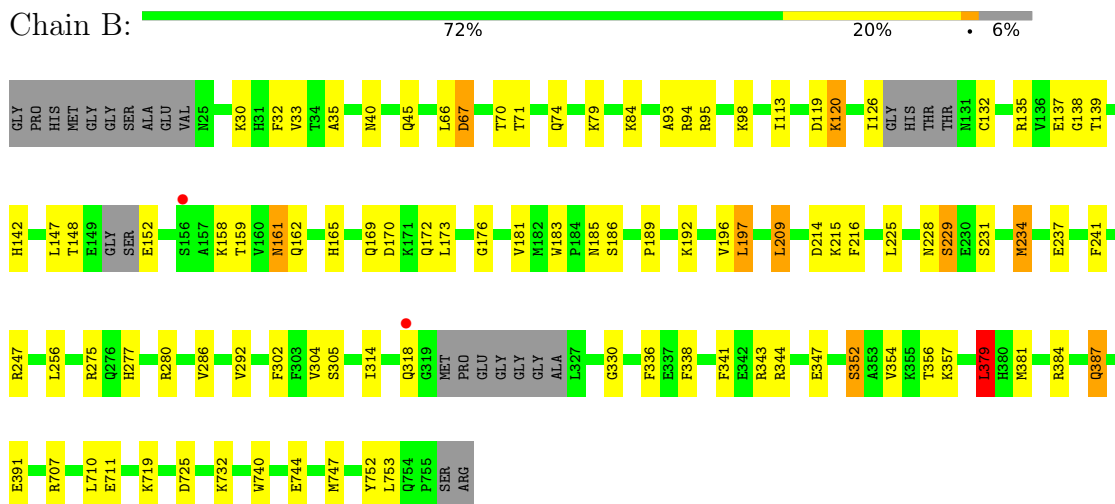 Chain B:
72% 20% • 6%
GLY PRO HIS MET GLY GLY SER ALA GLU VAL N25 K30 H31 F32 V33 T34 A35 N40 Q45 L66 D67 T70 T71 Q74 K79 K84 A93 R94 R95 K98 I113 D119 K120 I126 GLY HIS THR THR N131 C132 R135 V136 E137 G138 T139
H142 L147 T148 E149 GLY SER E152 S156 A157 K158 T159 V160 N161 Q162 H165 Q169 D170 K171 Q172 L173 G176 V181 M182 W183 P184 N185 S186 P189 K192 V196 L197 L209 D214 K215 F216 L225 N228 S229 E230 S231 M234 E237 F241
R247 L256 R275 Q276 H277 R280 V286 V292 F302 F303 V304 S305 I314 Q318 G319 MET PRO GLU GLY GLY GLY ALA L327 G330 F336 E337 F338 F341 E342 R343 R344 E347 S352 A353 V354 K355 T356 K357 L379 H380 M381 R384 Q387
E391 R707 L710 E711 K719 D725 K732 W740 E744 M747 Y752 L753 Q754 P755 SER ARG